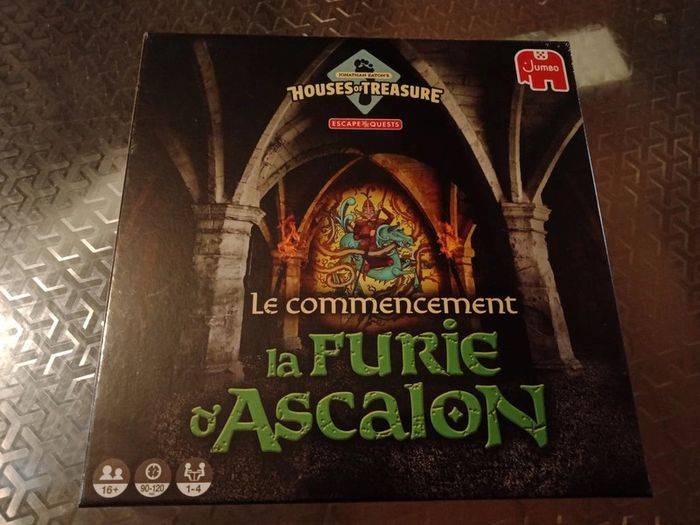 JUMBO
JONATHAN EATON'S
HOUSES OF TREASURE
ESCAPE QUESTS
Le commencement
la FURIE
d'ASCALON
16+
90-120
1-4